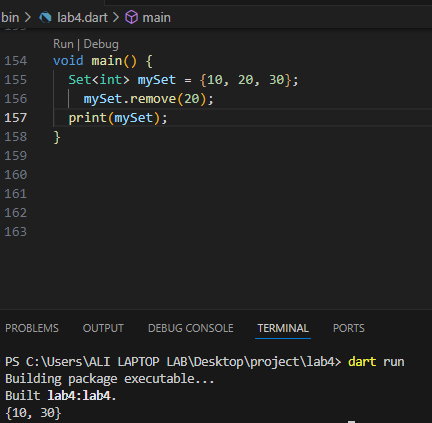 bin > lab4.dart > main
Run | Debug
154 void main() {
155 Set<int> mySet = {10, 20, 30};
156 mySet.remove(20);
157 print(mySet);
158 }
159
160
161
162
163
PROBLEMS OUTPUT DEBUG CONSOLE TERMINAL PORTS
PS C:\Users\ALI LAPTOP LAB\Desktop\project\lab4> dart run
Building package executable...
Built lab4:lab4.
{10, 30}